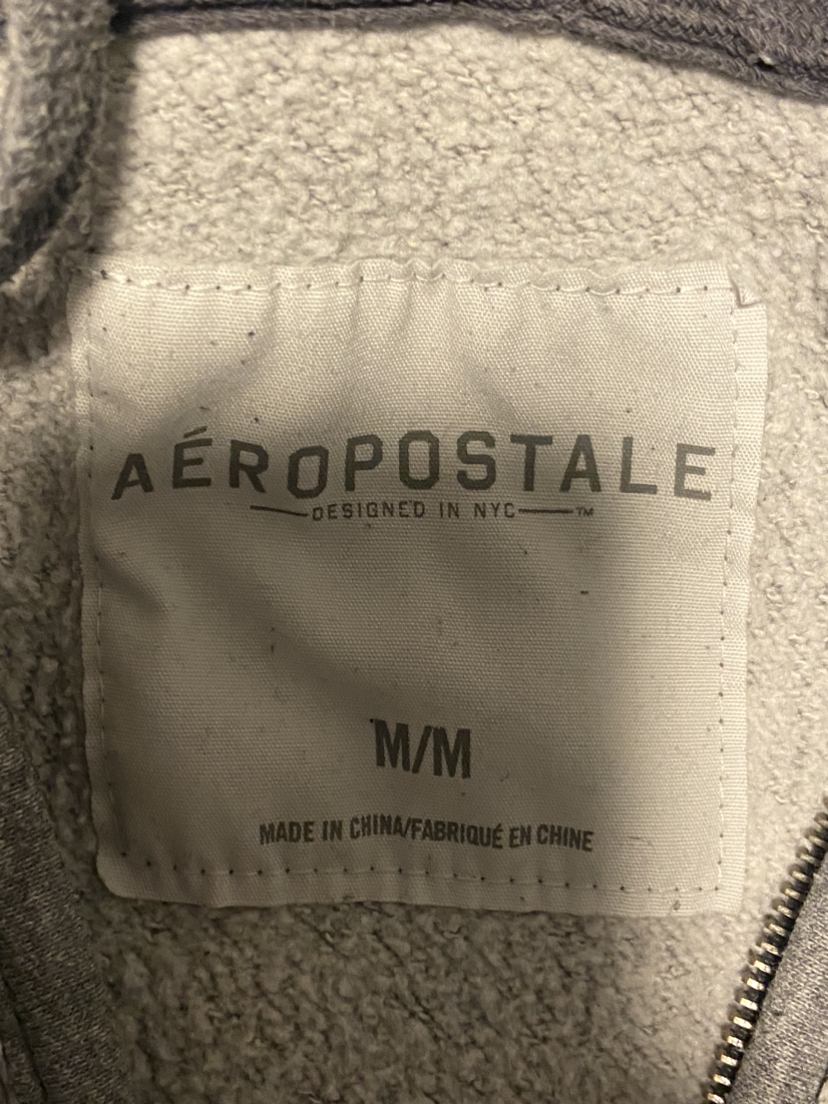 AÉROPOSTALE
DESIGNED IN NYC™
M/M
MADE IN CHINA/FABRIQUÉ EN CHINE